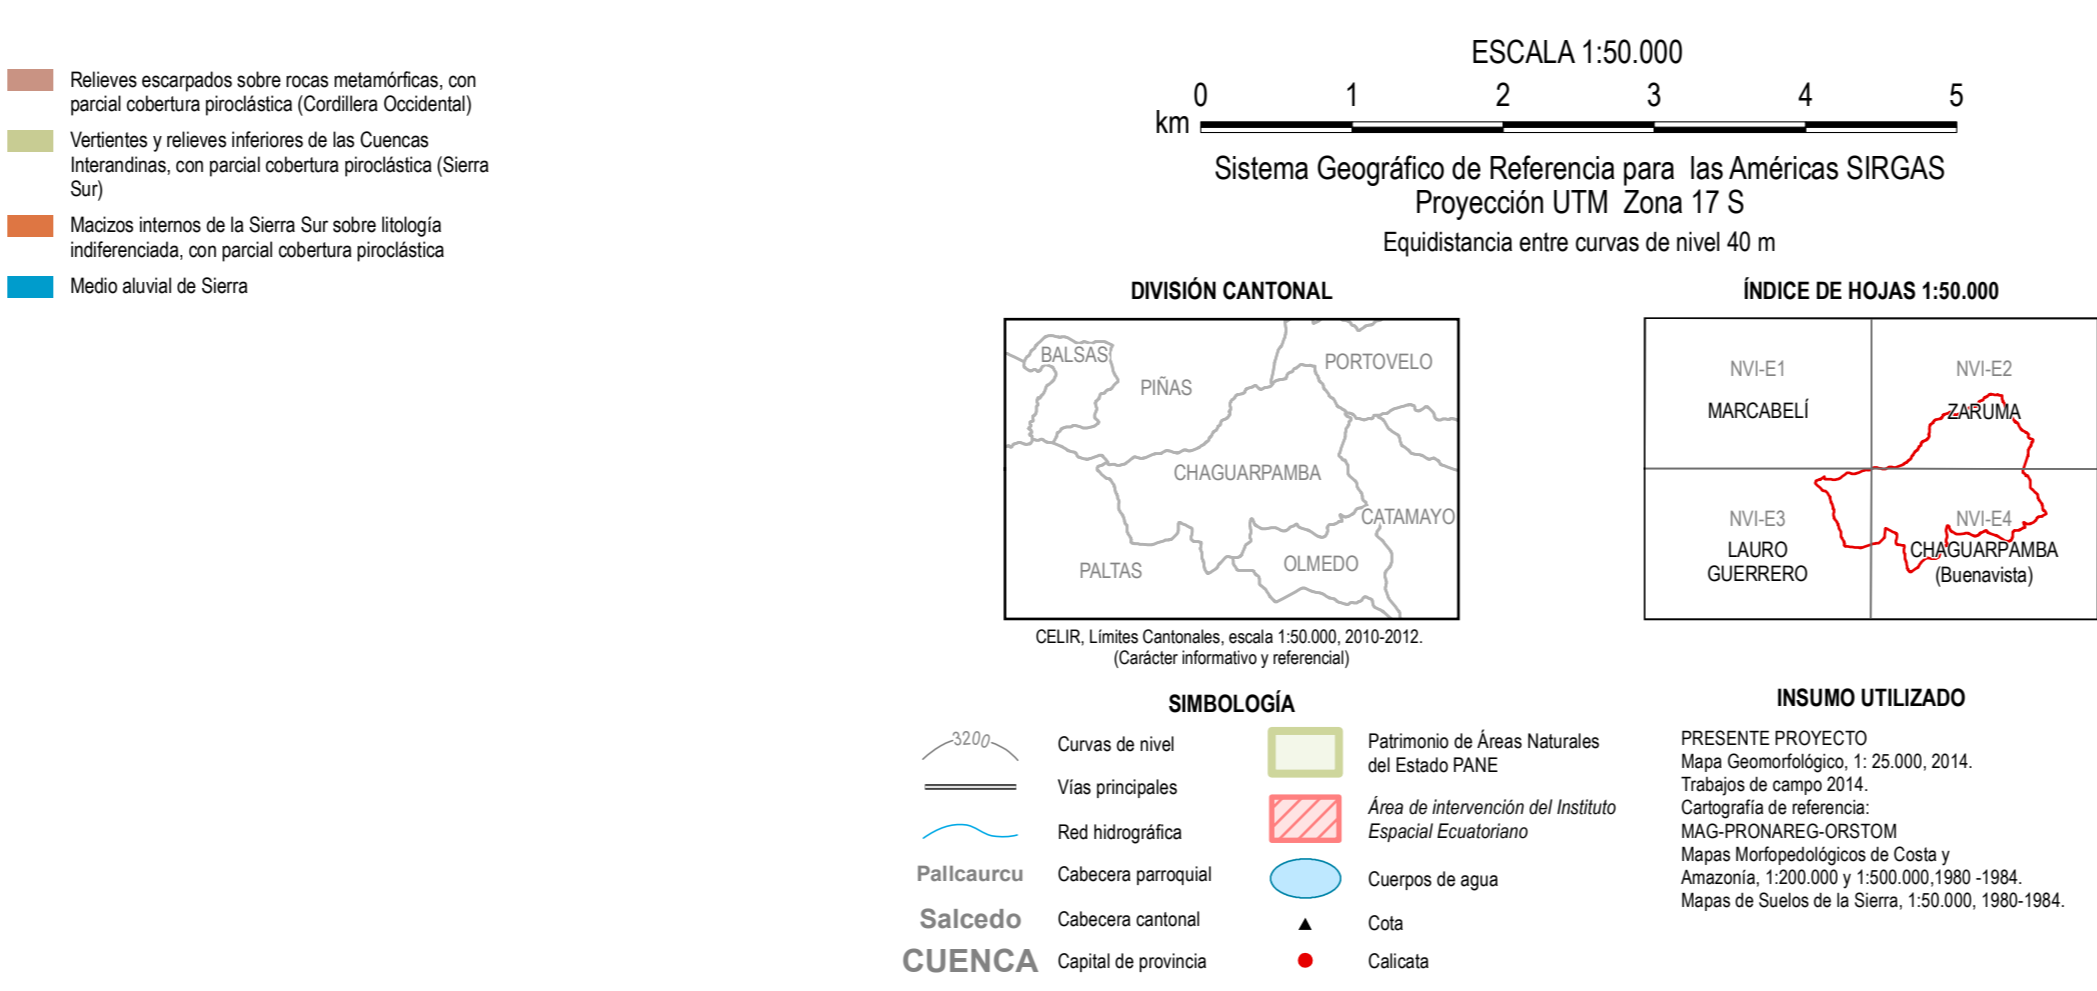 Relieves escarpados sobre rocas metamórficas, con
parcial cobertura piroclástica (Cordillera Occidental)
Vertientes y relieves inferiores de las Cuencas
Interandinas, con parcial cobertura piroclástica (Sierra
Sur)
Macizos internos de la Sierra Sur sobre litología
indiferenciada, con parcial cobertura piroclástica
Medio aluvial de Sierra
ESCALA 1:50.000
0 1 2 3 4 5
km
Sistema Geográfico de Referencia para las Américas SIRGAS
Proyección UTM Zona 17 S
Equidistancia entre curvas de nivel 40 m
DIVISIÓN CANTONAL
BALSAS
PIÑAS
PORTOVELO
CHAGUARPAMBA
CATAMAYO
PALTAS
OLMEDO
CELIR, Límites Cantonales, escala 1:50.000, 2010-2012.
(Carácter informativo y referencial)
ÍNDICE DE HOJAS 1:50.000
NVI-E1
MARCABELÍ
NVI-E2
ZARUMA
NVI-E3
LAURO
GUERRERO
NVI-E4
CHAGUARPAMBA
(Buenavista)
SIMBOLOGÍA
3200
Curvas de nivel
Vías principales
Red hidrográfica
Pallcaurcu
Cabecera parroquial
Salcedo
Cabecera cantonal
CUENCA
Capital de provincia
Patrimonio de Áreas Naturales
del Estado PANE
Área de intervención del Instituto
Espacial Ecuatoriano
Cuerpos de agua
Cota
Calicata
INSUMO UTILIZADO
PRESENTE PROYECTO
Mapa Geomorfológico, 1: 25.000, 2014.
Trabajos de campo 2014.
Cartografía de referencia:
MAG-PRONAREG-ORSTOM
Mapas Morfopedológicos de Costa y
Amazonía, 1:200.000 y 1:500.000,1980 -1984.
Mapas de Suelos de la Sierra, 1:50.000, 1980-1984.